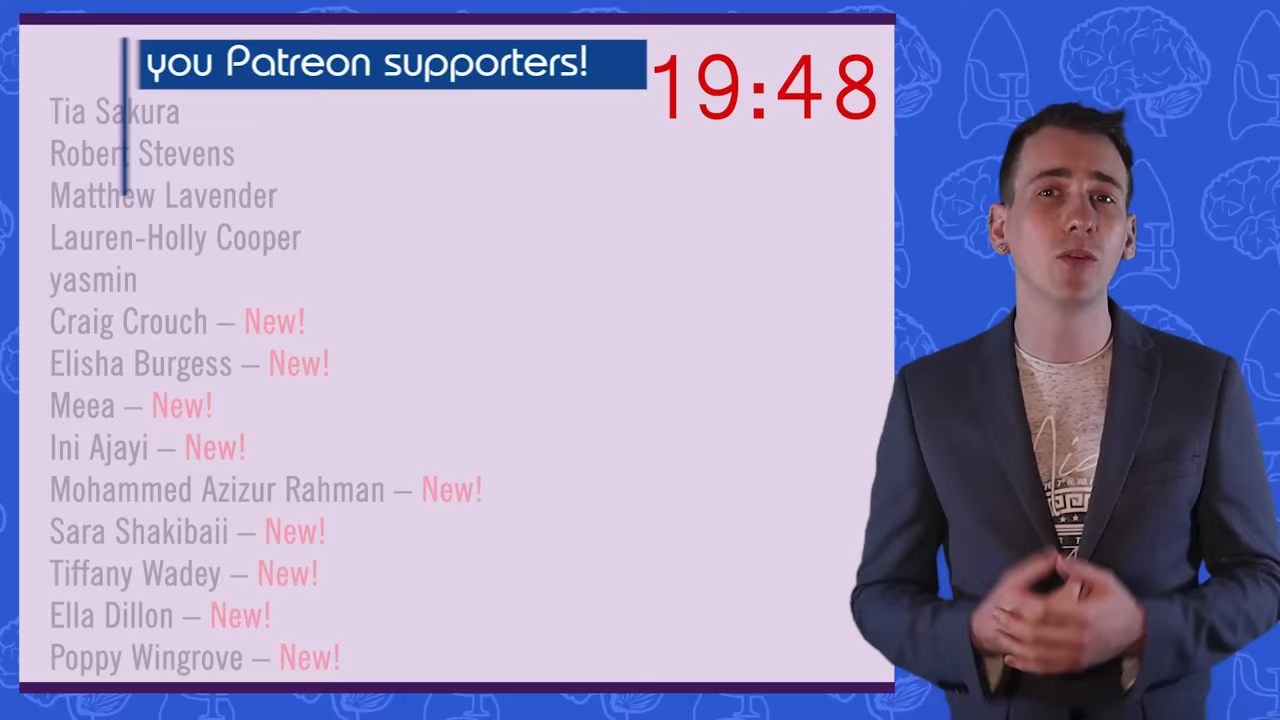 you Patreon supporters!
19:48
Tia Sakura
Robert Stevens
Matthew Lavender
Lauren-Holly Cooper
yasmin
Craig Crouch – New!
Elisha Burgess – New!
Meea – New!
Ini Ajayi – New!
Mohammed Azizur Rahman – New!
Sara Shakibaii – New!
Tiffany Wadey – New!
Ella Dillon – New!
Poppy Wingrove – New!